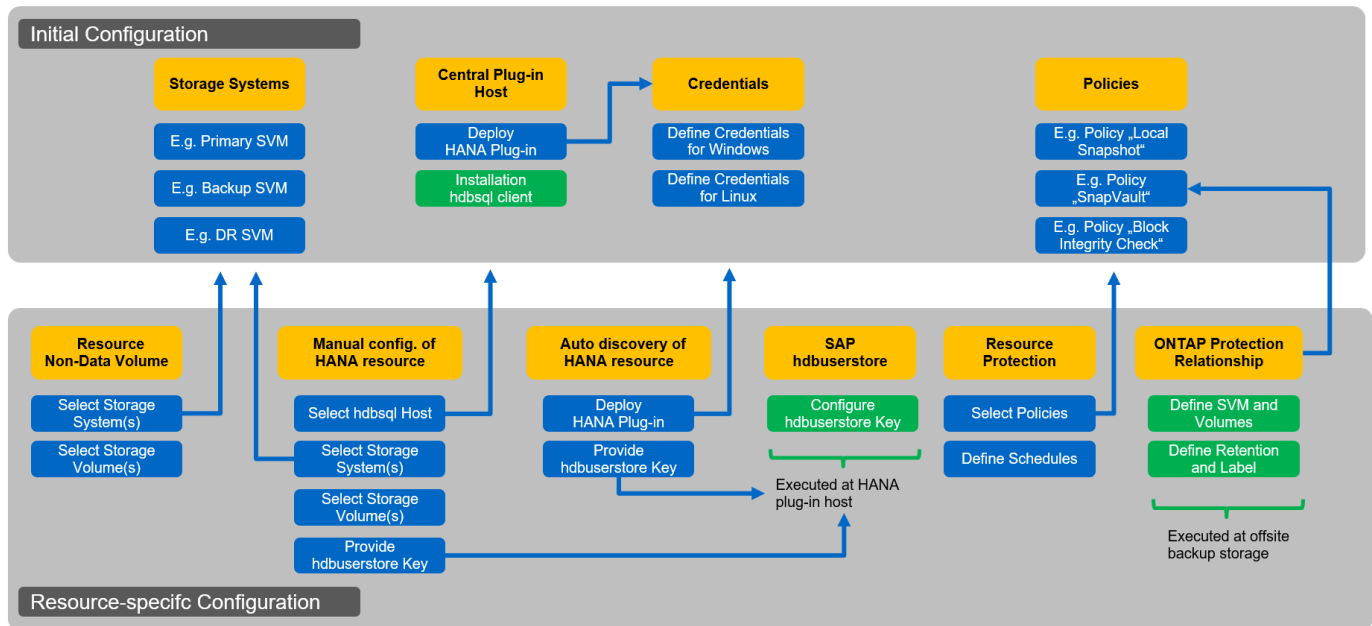 Initial Configuration
Storage Systems
E.g. Primary SVM
E.g. Backup SVM
E.g. DR SVM
Central Plug-in
Host
Deploy
HANA Plug-in
Installation
hdbsql client
Credentials
Define Credentials
for Windows
Define Credentials
for Linux
Policies
E.g. Policy „Local
Snapshot“
E.g. Policy
„SnapVault“
E.g. Policy „Block
Integrity Check“
Resource
Non-Data Volume
Select Storage
System(s)
Select Storage
Volume(s)
Manual config. of
HANA resource
Select hdbsql Host
Select Storage
System(s)
Select Storage
Volume(s)
Provide
hdbuserstore Key
Auto discovery of
HANA resource
Deploy
HANA Plug-in
Provide
hdbuserstore Key
SAP
hdbuserstore
Configure
hdbuserstore Key
Executed at HANA
plug-in host
Resource
Protection
Select Policies
Define Schedules
ONTAP Protection
Relationship
Define SVM and
Volumes
Define Retention
and Label
Executed at offsite
backup storage
Resource-specifc Configuration